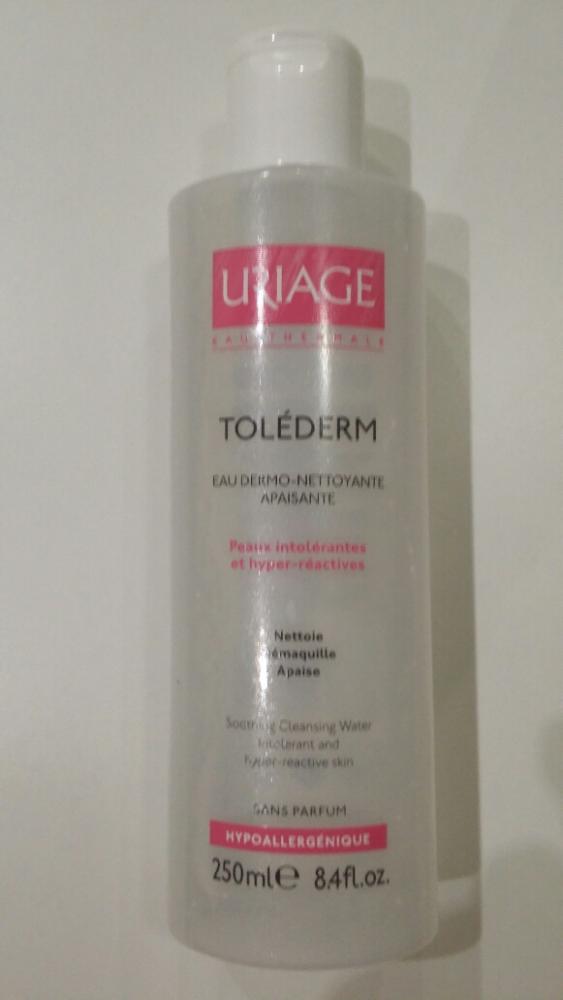 URIAGE
EAU THERMALE
TOLÉDERM
EAU DERMO-NETTOYANTE
APAISANTE
Peaux intolérantes
et hyper-réactives
Nettoie
Démaquille
Apaise
Soothing Cleansing Water
Intolerant and
hyper-reactive skin
SANS PARFUM
HYPOALLERGÉNIQUE
250ml℮ 8.4fl.oz.